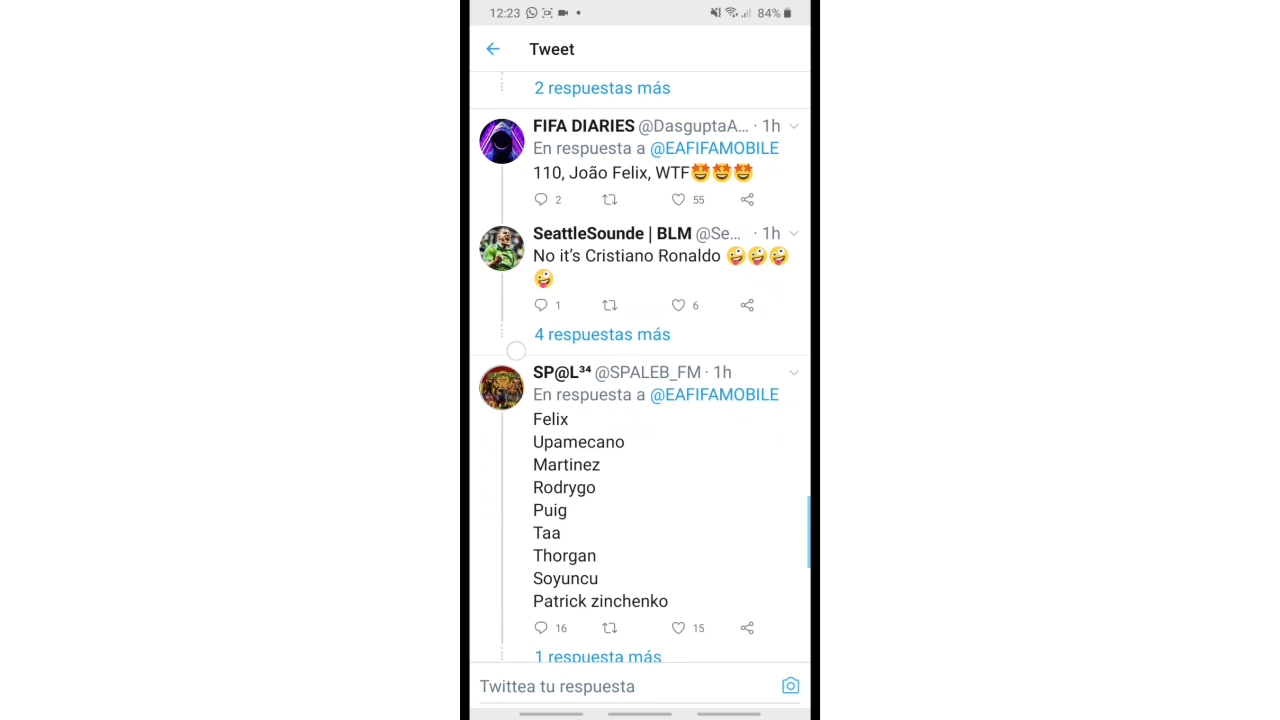 12:23 84%
Tweet
2 respuestas más
FIFA DIARIES @DasguptaA... · 1h
En respuesta a @EAFIFAMOBILE
110, João Felix, WTF🤩🤩🤩
2 55
SeattleSounde | BLM @Se... · 1h
No it's Cristiano Ronaldo 🤪🤪🤪
🤪
1 6
4 respuestas más
SP@L³⁴ @SPALEB_FM · 1h
En respuesta a @EAFIFAMOBILE
Felix
Upamecano
Martinez
Rodrygo
Puig
Taa
Thorgan
Soyuncu
Patrick zinchenko
16 15
1 respuesta más
Twittea tu respuesta